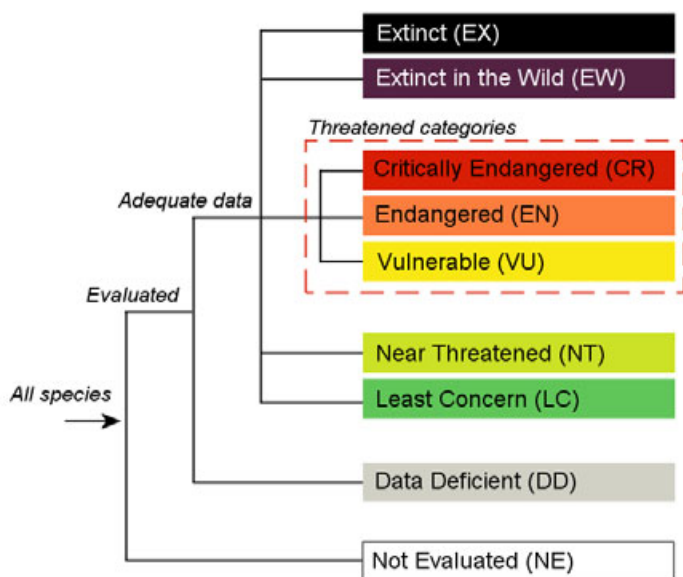 Extinct (EX)
Extinct in the Wild (EW)
Threatened categories
Critically Endangered (CR)
Adequate data
Endangered (EN)
Vulnerable (VU)
Evaluated
Near Threatened (NT)
All species
Least Concern (LC)
Data Deficient (DD)
Not Evaluated (NE)